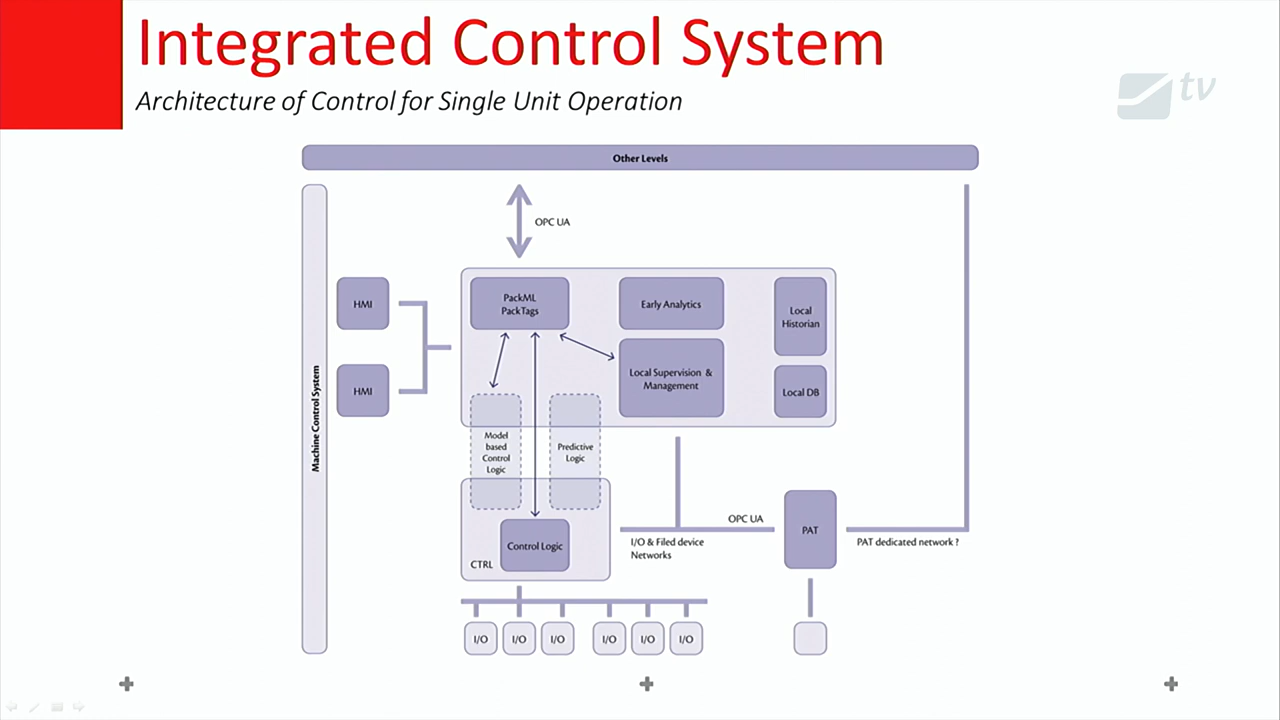 Integrated Control System
Architecture of Control for Single Unit Operation
tv
Other Levels
OPC UA
Machine Control System
HMI
HMI
PackML
PackTags
Early Analytics
Local
Historian
Local Supervision &
Management
Local DB
Model
based
Control
Logic
Predictive
Logic
Control Logic
CTRL
OPC UA
I/O & Filed device
Networks
PAT
PAT dedicated network ?
I/O
I/O
I/O
I/O
I/O
I/O